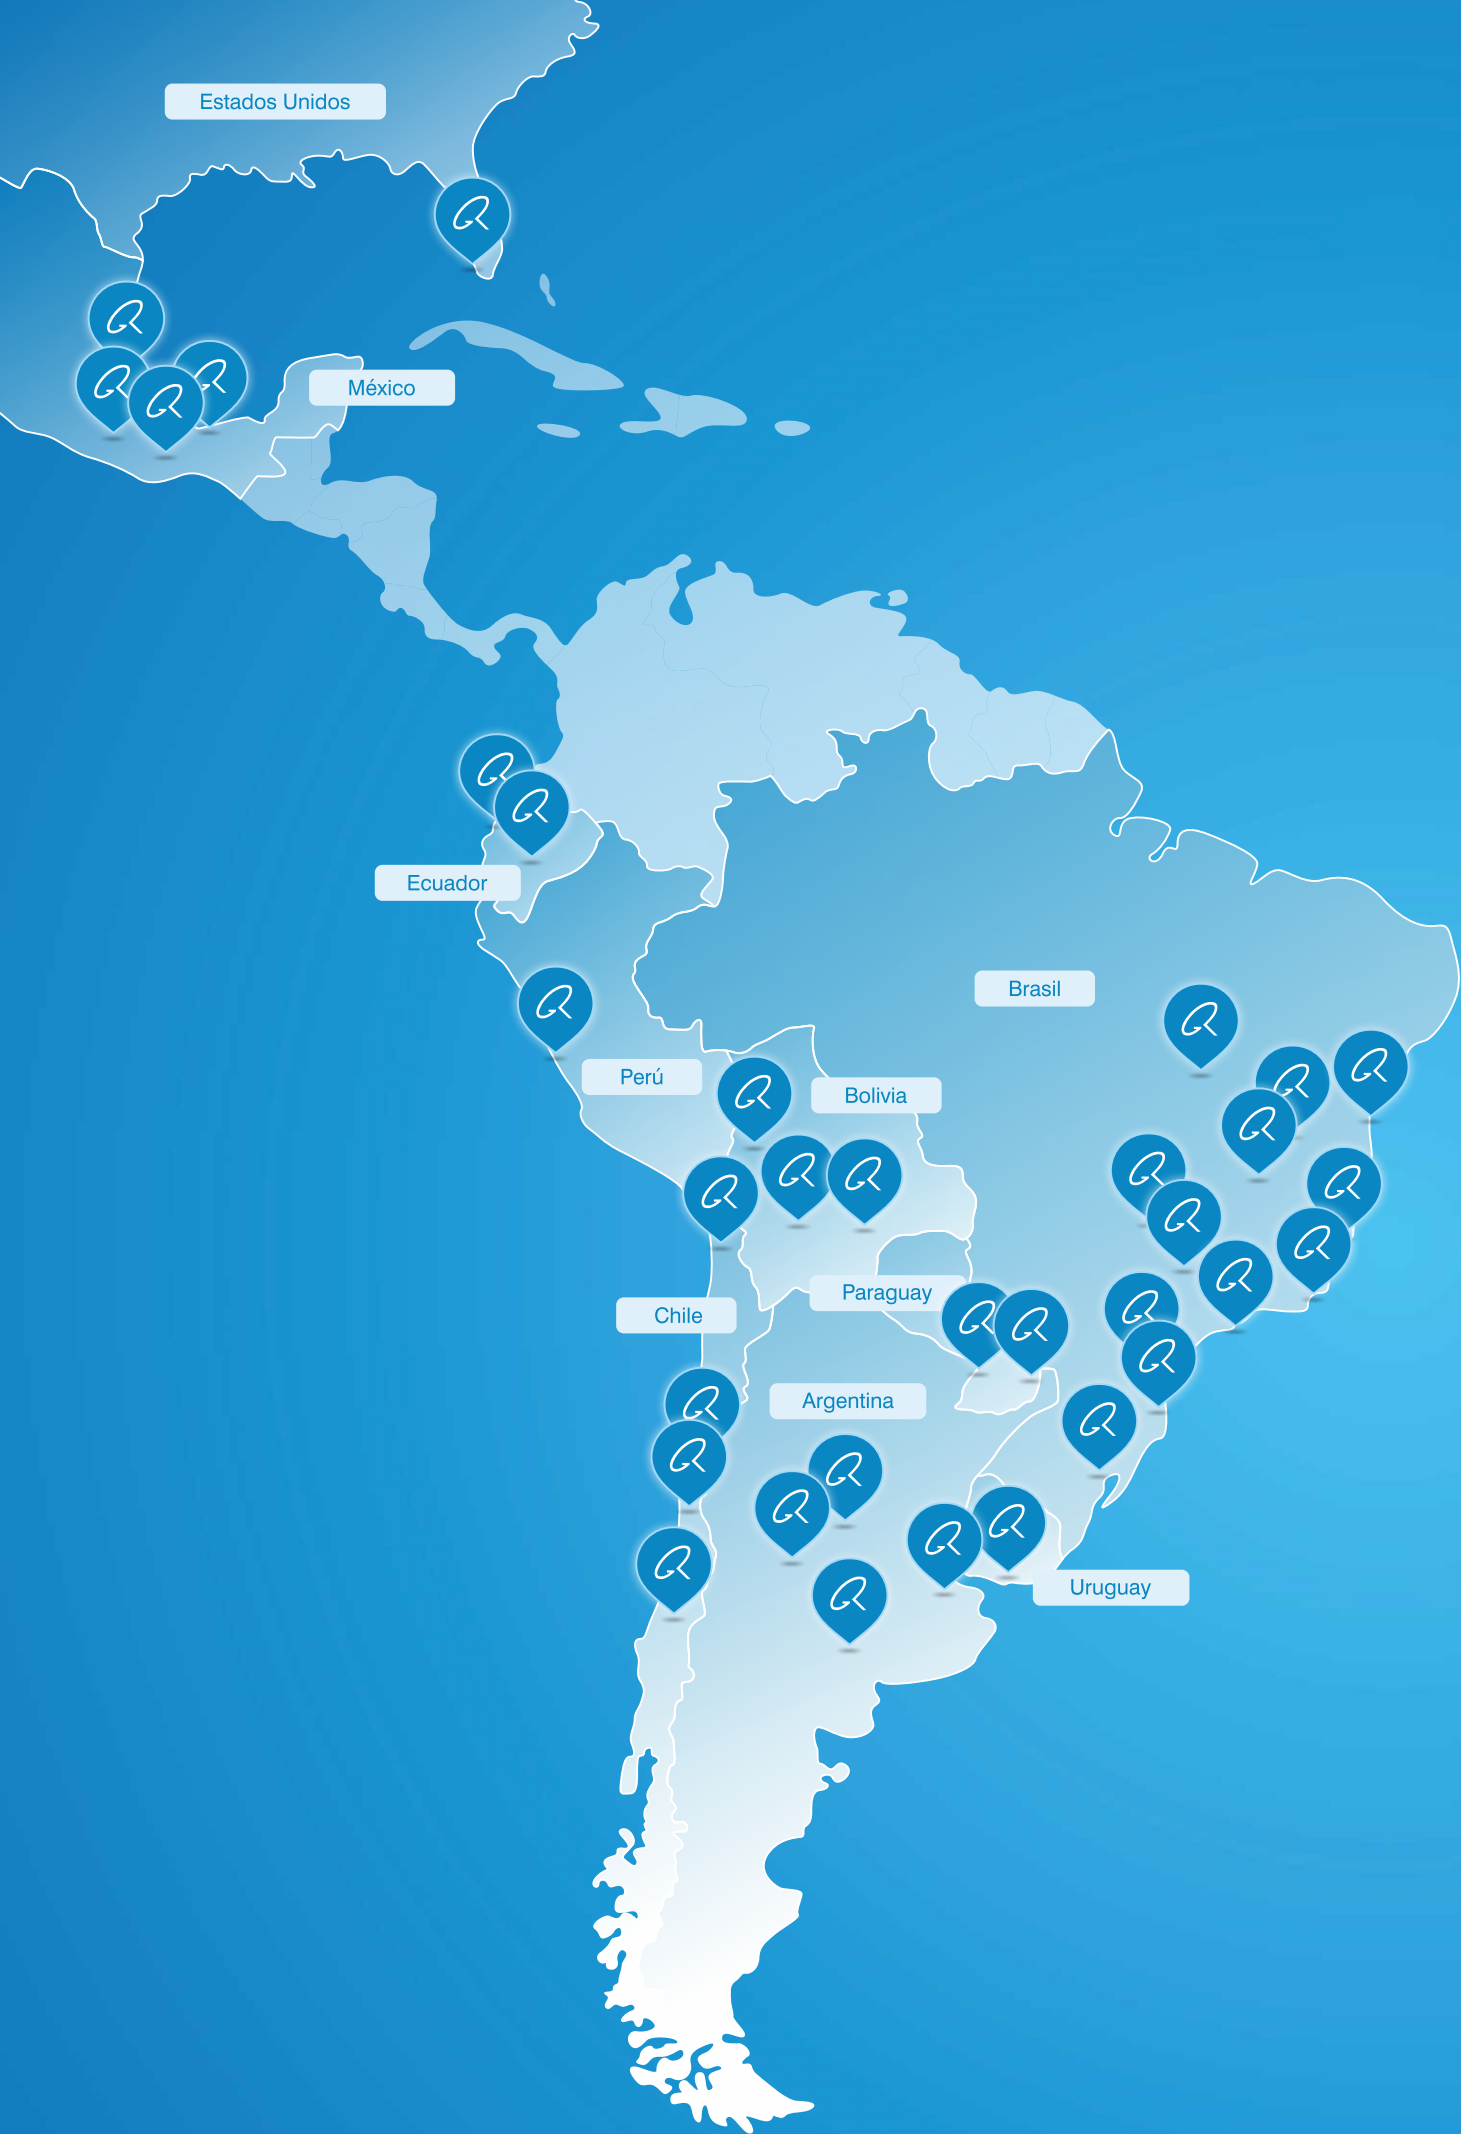 Estados Unidos
México
Ecuador
Brasil
Perú
Bolivia
Paraguay
Chile
Argentina
Uruguay